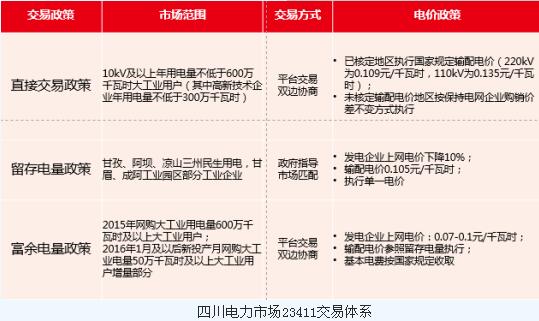 交易政策 市场范围 交易方式 电价政策
直接交易政策
10kV及以上年用电量不低于600万
千瓦时大工业用户（其中高新技术企
业年用电量不低于300万千瓦时）
平台交易
双边协商
• 已核定地区执行国家规定输配电价（220kV
为0.109元/千瓦时，110kV为0.135元/千瓦
时）；
• 未核定输配电价地区按保持电网企业购销价
差不变方式执行
留存电量政策
甘孜、阿坝、凉山三州民生用电，甘
眉、成阿工业园区部分工业企业
政府指导
市场匹配
• 发电企业上网电价下降10%；
• 输配电价0.105元/千瓦时；
• 执行单一电价
富余电量政策
2015年网购大工业用电量600万千
瓦时及以上大工业用户；
2016年1月及以后新投产月网购大工
业电量50万千瓦时及以上大工业用
户增量部分
平台交易
双边协商
• 发电企业上网电价：0.07-0.1元/千瓦时；
• 输配电价参照留存电量执行；
• 基本电费按国家规定收取
四川电力市场23411交易体系